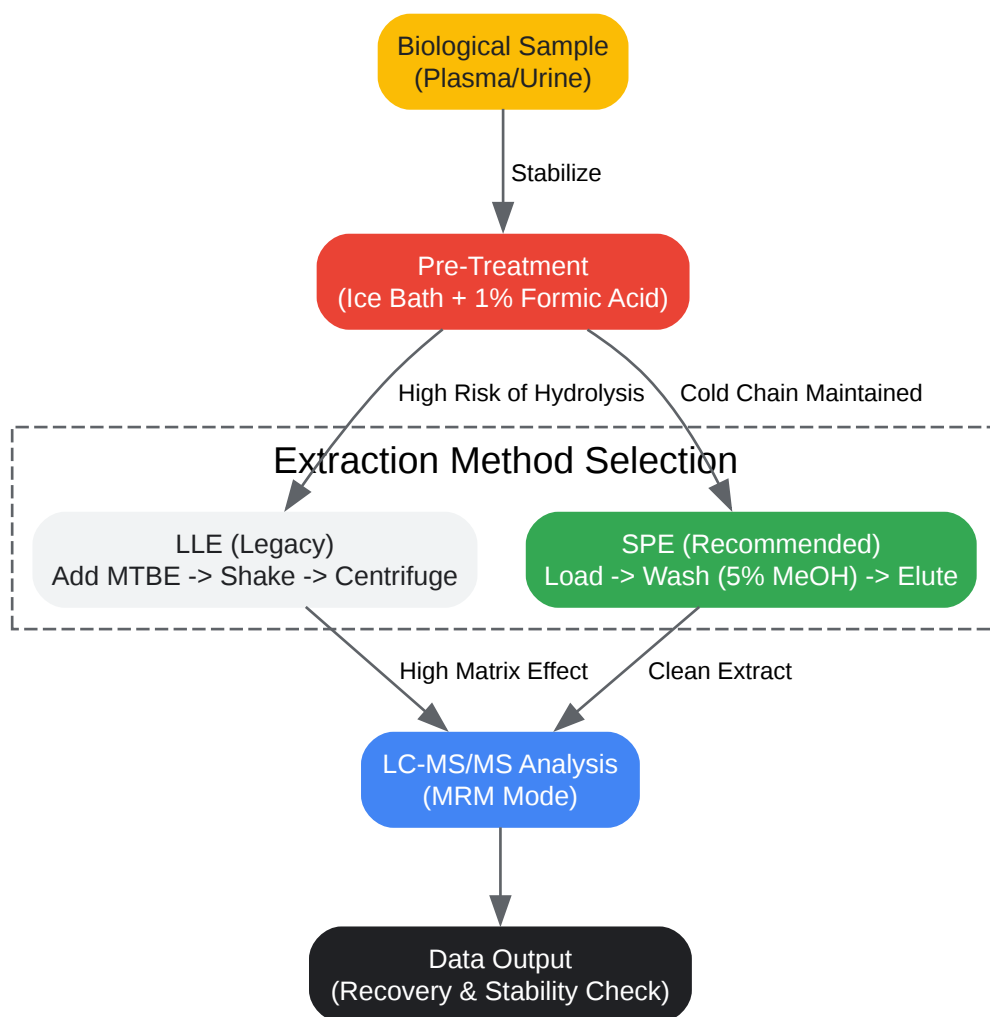 Biological Sample
(Plasma/Urine)
Stabilize
Pre-Treatment
(Ice Bath + 1% Formic Acid)
High Risk of Hydrolysis
Cold Chain Maintained
Extraction Method Selection
LLE (Legacy)
Add MTBE -> Shake -> Centrifuge
SPE (Recommended)
Load -> Wash (5% MeOH) -> Elute
High Matrix Effect
Clean Extract
LC-MS/MS Analysis
(MRM Mode)
Data Output
(Recovery & Stability Check)